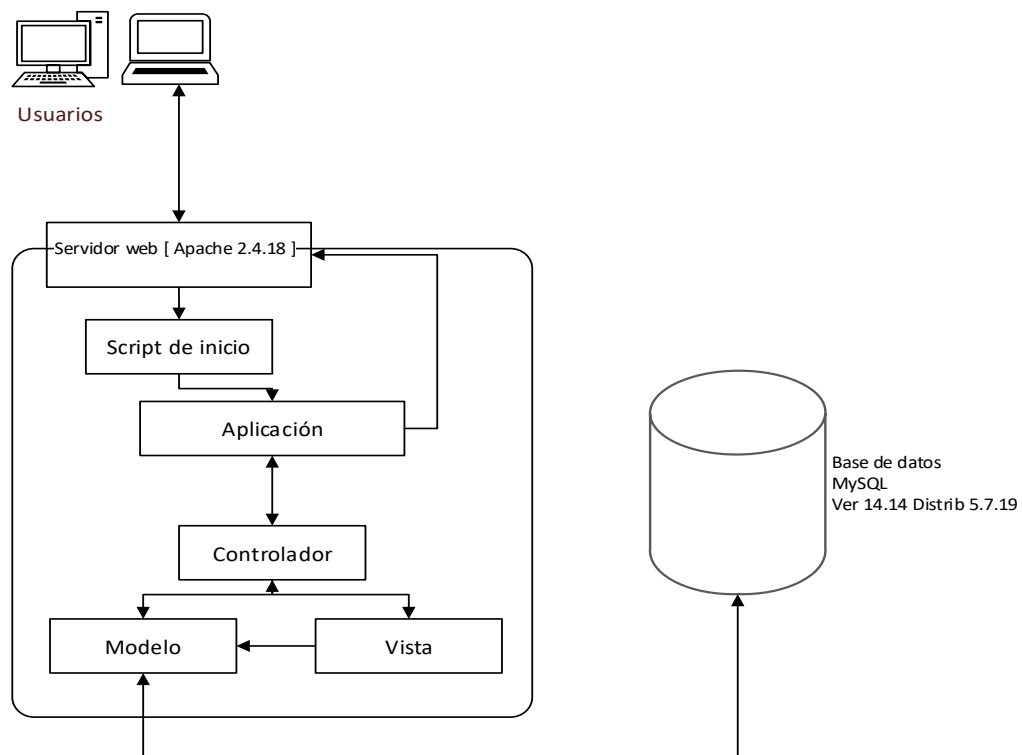 Usuarios
Servidor web [ Apache 2.4.18 ]
Script de inicio
Aplicación
Controlador
Modelo
Vista
Base de datos
MySQL
Ver 14.14 Distrib 5.7.19